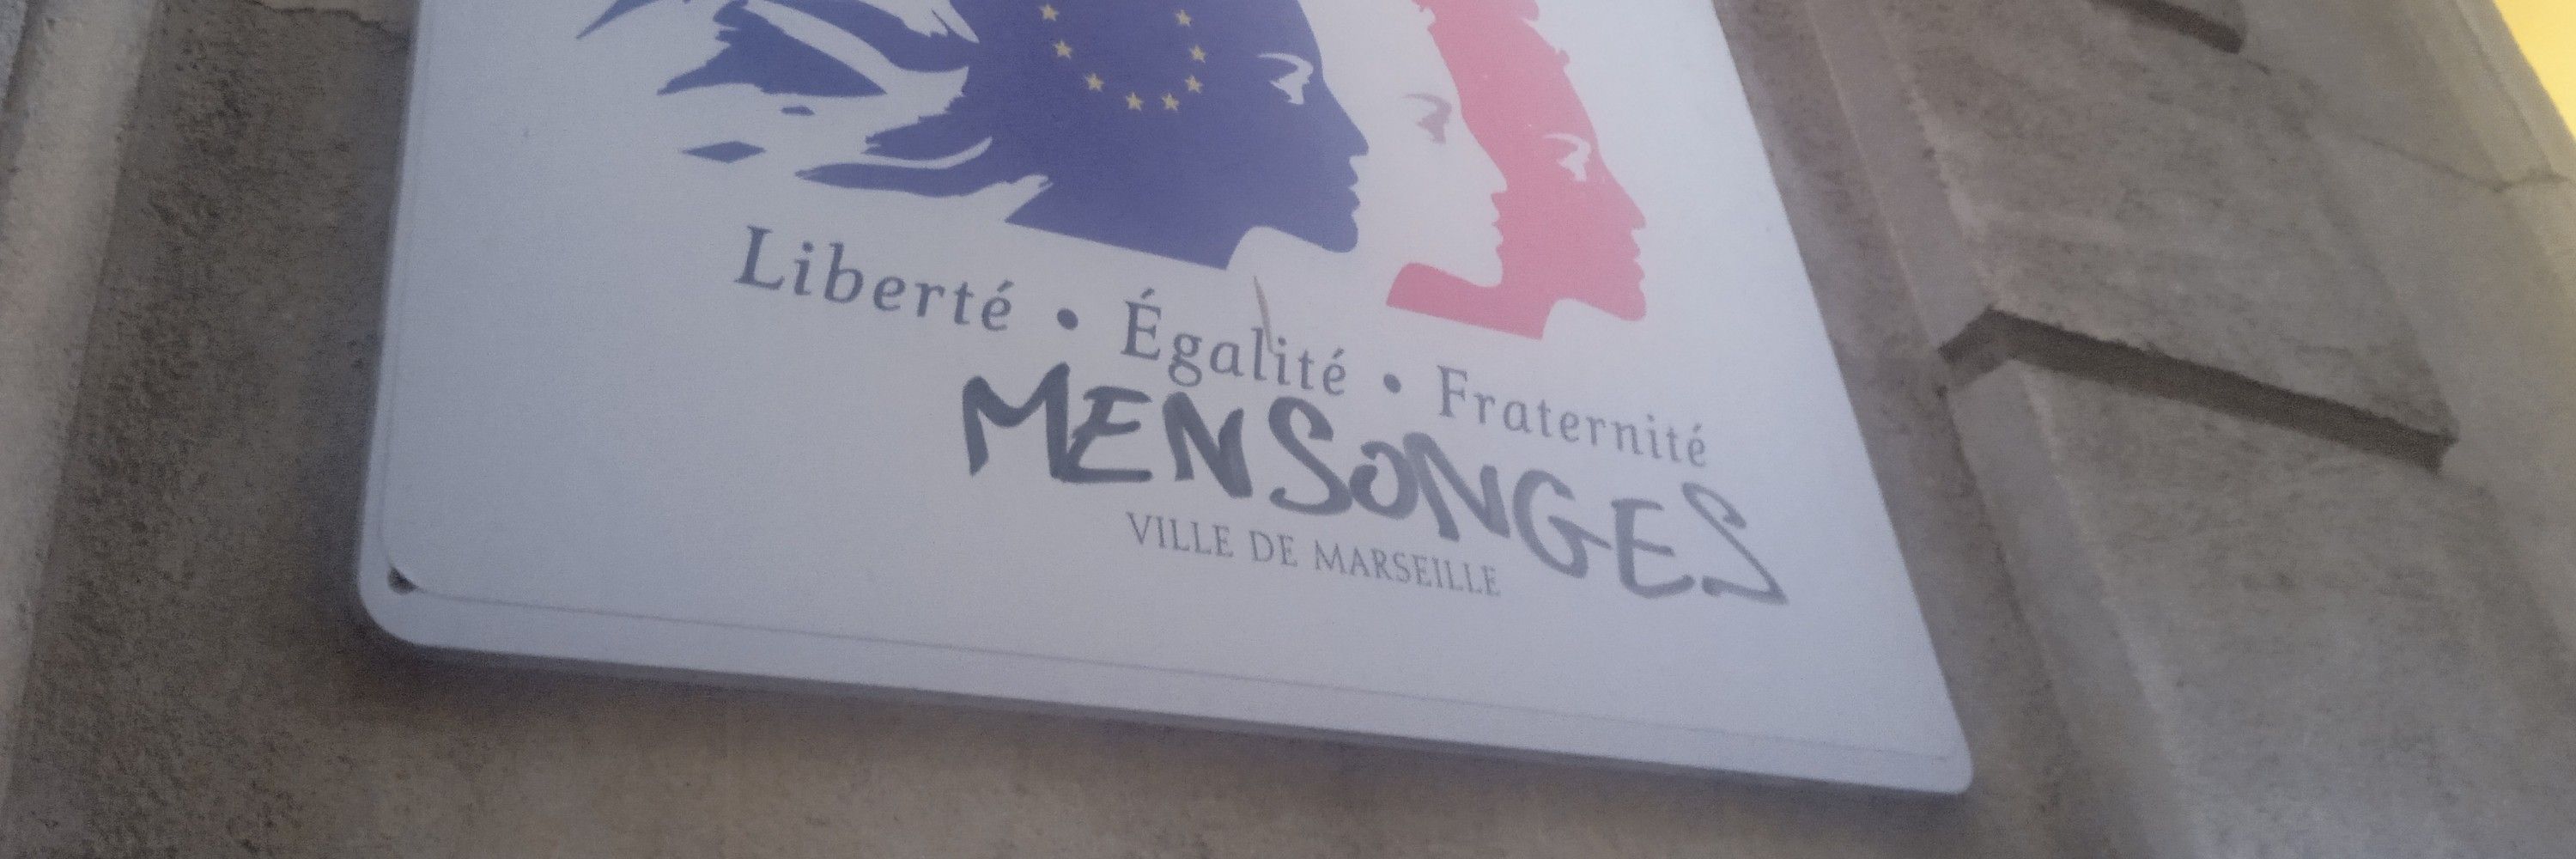 Liberté • Égalité • Fraternité
MENSONGES
VILLE DE MARSEILLE